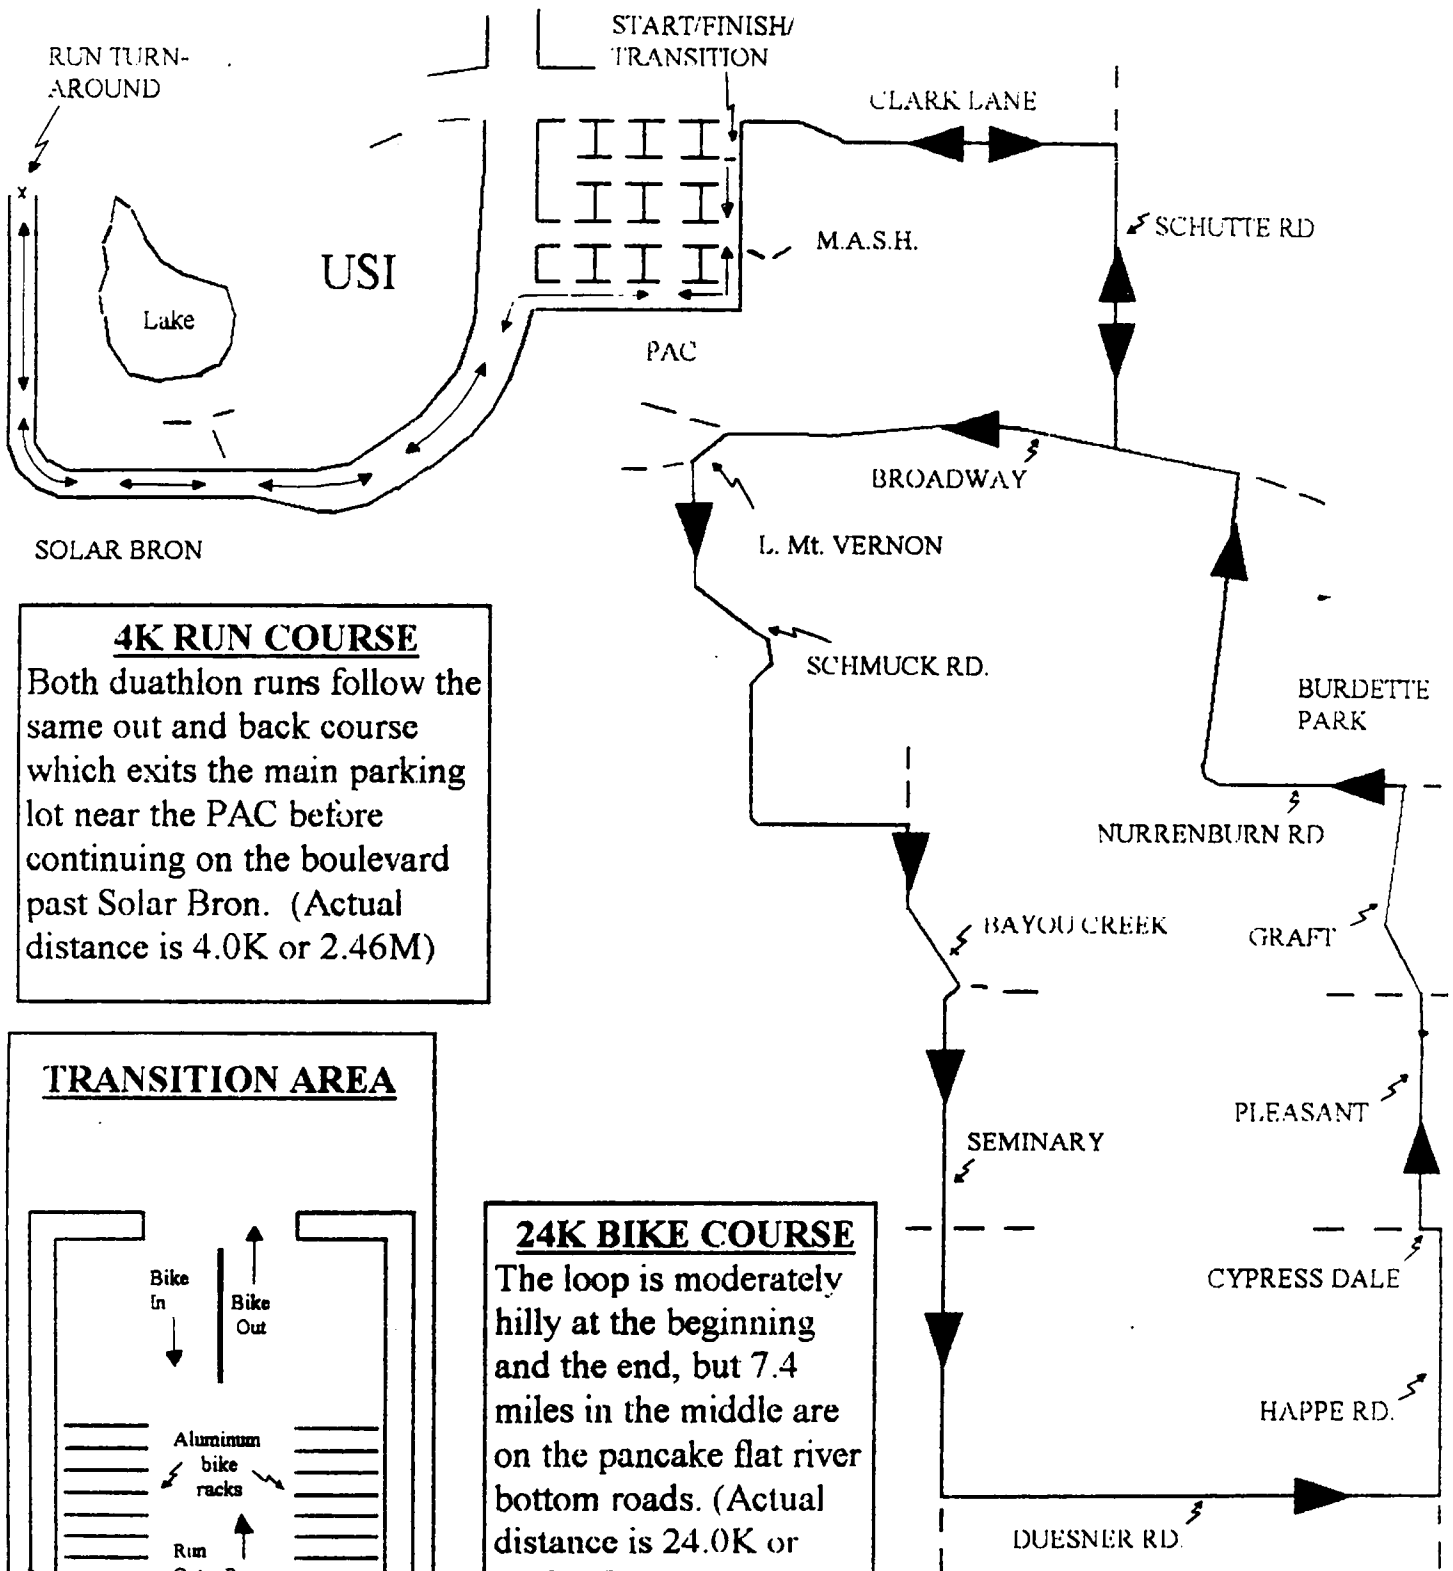 RUN TURN-
AROUND
START/FINISH/
TRANSITION
CLARK LANE
SCHUTTE RD
M.A.S.H.
USI
Lake
PAC
BROADWAY
L. Mt. VERNON
SOLAR BRON
SCHMUCK RD.
BURDETTE
PARK
NURRENBURN RD
BAYOU CREEK
GRAFT
PLEASANT
SEMINARY
CYPRESS DALE
HAPPE RD.
DUESNER RD.
4K RUN COURSE
Both duathlon runs follow the
same out and back course
which exits the main parking
lot near the PAC before
continuing on the boulevard
past Solar Bron. (Actual
distance is 4.0K or 2.46M)
TRANSITION AREA
Bike
In
Bike
Out
Aluminum
bike
racks
Run
24K BIKE COURSE
The loop is moderately
hilly at the beginning
and the end, but 7.4
miles in the middle are
on the pancake flat river
bottom roads. (Actual
distance is 24.0K or